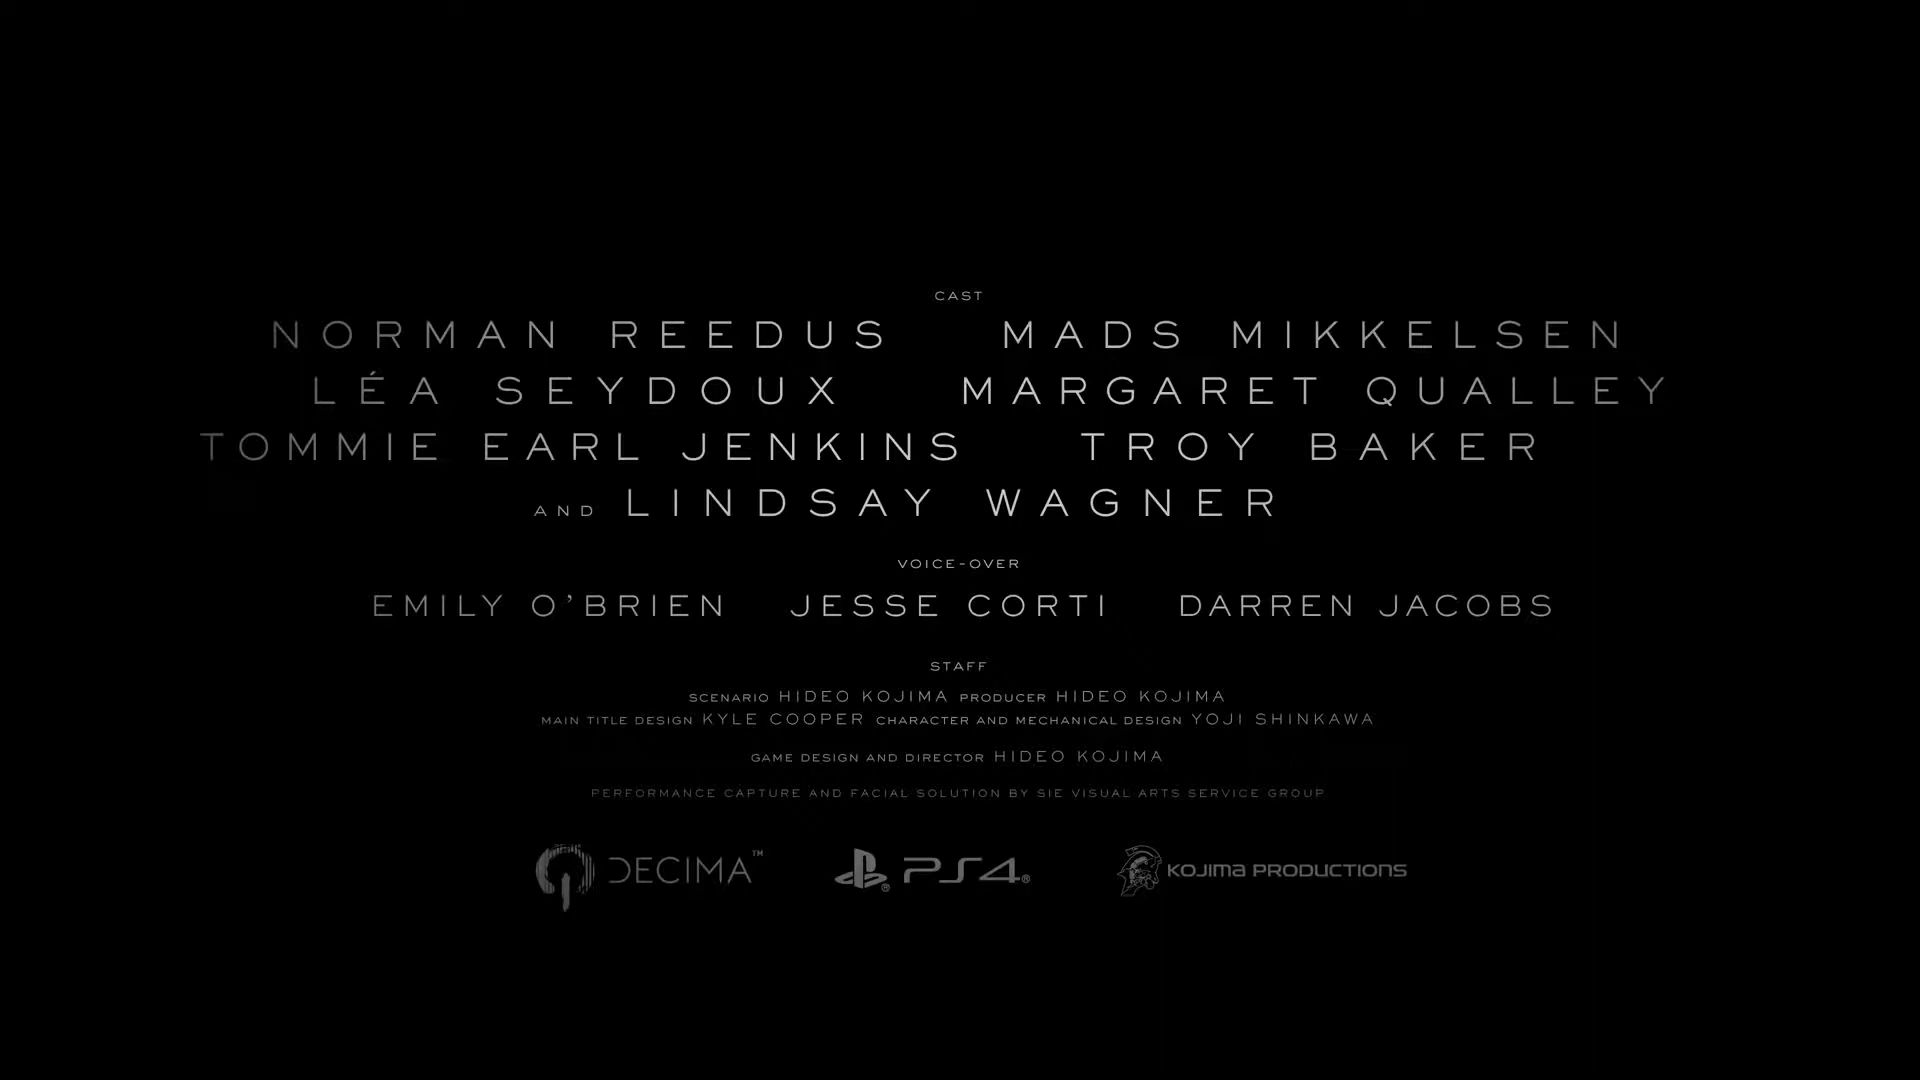 CAST
NORMAN REEDUS MADS MIKKELSEN
LÉA SEYDOUX MARGARET QUALLEY
TOMMIE EARL JENKINS TROY BAKER
AND LINDSAY WAGNER
VOICE-OVER
EMILY O’BRIEN JESSE CORTI DARREN JACOBS
STAFF
SCENARIO HIDEO KOJIMA PRODUCER HIDEO KOJIMA
MAIN TITLE DESIGN KYLE COOPER CHARACTER AND MECHANICAL DESIGN YOJI SHINKAWA
GAME DESIGN AND DIRECTOR HIDEO KOJIMA
PERFORMANCE CAPTURE AND FACIAL SOLUTION BY SIE VISUAL ARTS SERVICE GROUP
DECIMA™ PS4® KOJIMA PRODUCTIONS